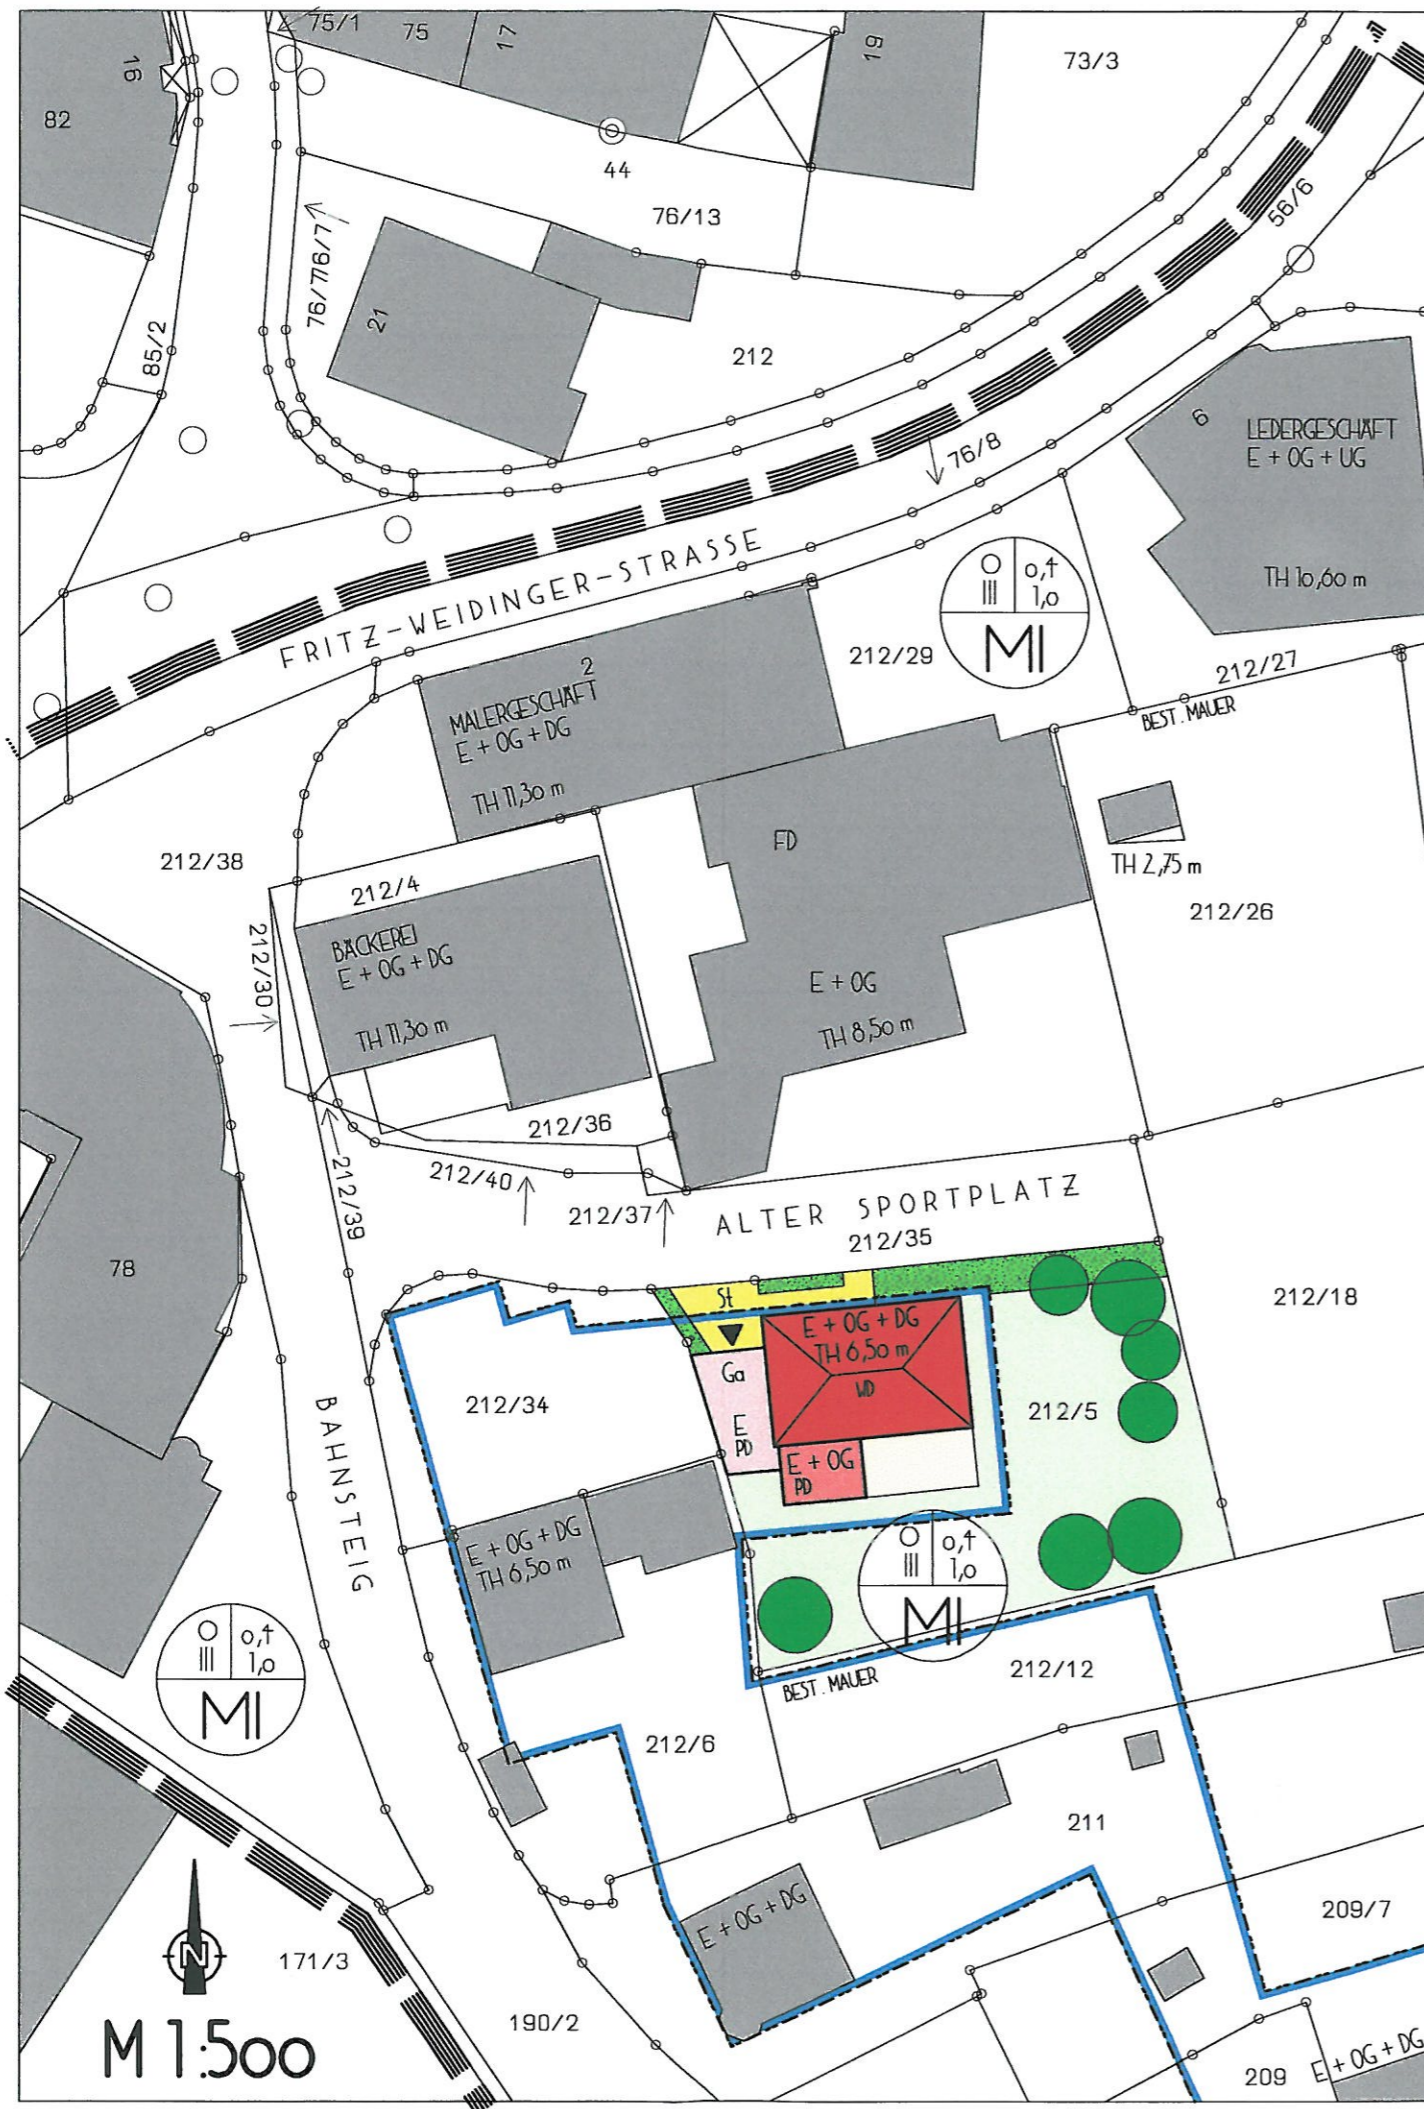 75/1
75
17
19
73/3
16
82
44
76/13
56/6
76/7
76/7
21
85/2
212
76/8
6
LEDERGESCHÄFT
E + OG + UG
TH 10,60 m
FRITZ-WEIDINGER-STRASSE
O
III
0,4
1,0
MI
212/29
212/27
2
MALERGESCHÄFT
E + OG + DG
TH 11,30 m
BEST. MAUER
FD
TH 2,75 m
212/38
212/4
212/26
212/30
BÄCKEREI
E + OG + DG
TH 11,30 m
E + OG
TH 8,50 m
212/36
212/40
212/39
212/37
ALTER SPORTPLATZ
212/35
78
212/18
St
E + OG + DG
TH 6,50 m
WD
Ga
E
PD
E + OG
PD
212/34
212/5
BAHNSTEIG
E + OG + DG
TH 6,50 m
O
III
0,4
1,0
MI
O
III
0,4
1,0
MI
BEST. MAUER
212/12
212/6
211
E + OG + DG
209/7
171/3
N
190/2
M 1:500
209
E + OG + DG